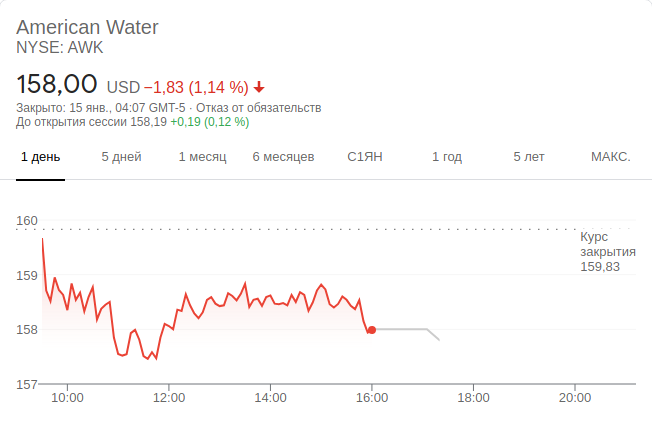 American Water
NYSE: AWK
158,00 USD −1,83 (1,14 %)
Закрыто: 15 янв., 04:07 GMT-5 · Отказ от обязательств
До открытия сессии 158,19 +0,19 (0,12 %)
1 день 5 дней 1 месяц 6 месяцев С1ЯН 1 год 5 лет МАКС.
160
Курс
закрытия
159,83
159
158
157
10:00 12:00 14:00 16:00 18:00 20:00